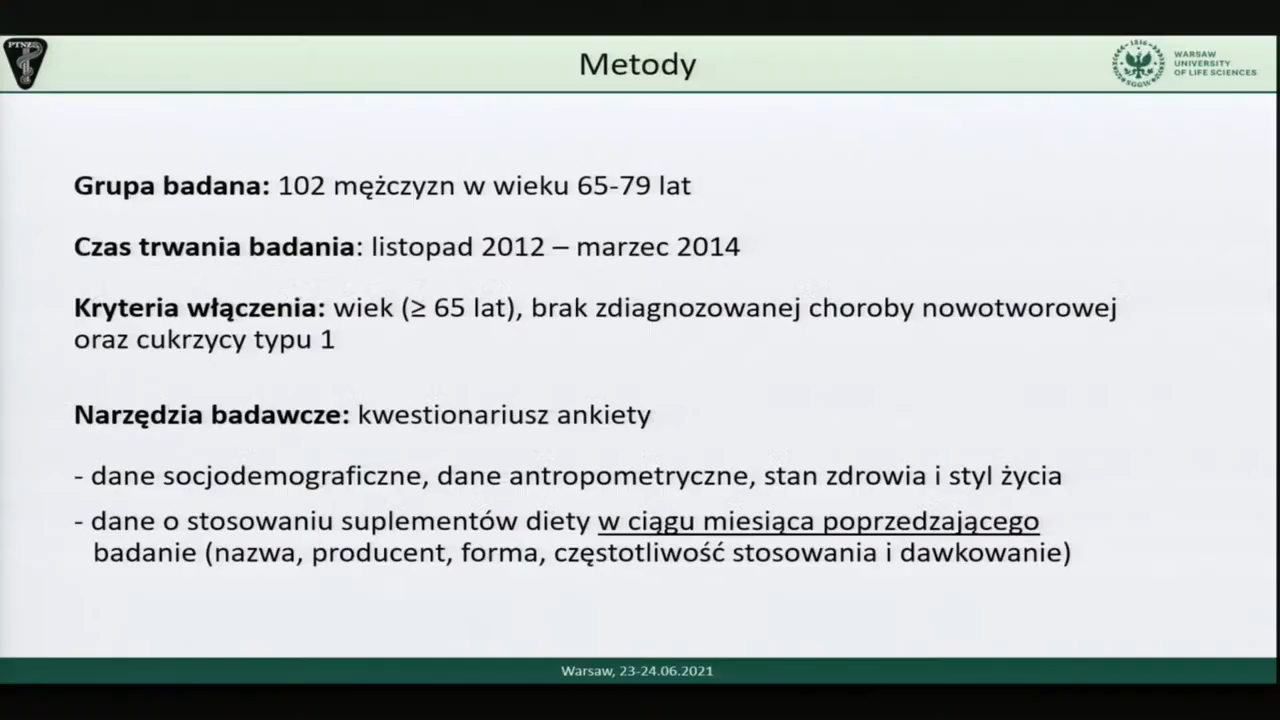 PTNŻ
Metody
1816
SGGW
WARSAW
UNIVERSITY
OF LIFE SCIENCES
Grupa badana: 102 mężczyzn w wieku 65-79 lat
Czas trwania badania: listopad 2012 – marzec 2014
Kryteria włączenia: wiek (≥ 65 lat), brak zdiagnozowanej choroby nowotworowej
oraz cukrzycy typu 1
Narzędzia badawcze: kwestionariusz ankiety
- dane socjodemograficzne, dane antropometryczne, stan zdrowia i styl życia
- dane o stosowaniu suplementów diety w ciągu miesiąca poprzedzającego
badanie (nazwa, producent, forma, częstotliwość stosowania i dawkowanie)
Warsaw, 23-24.06.2021